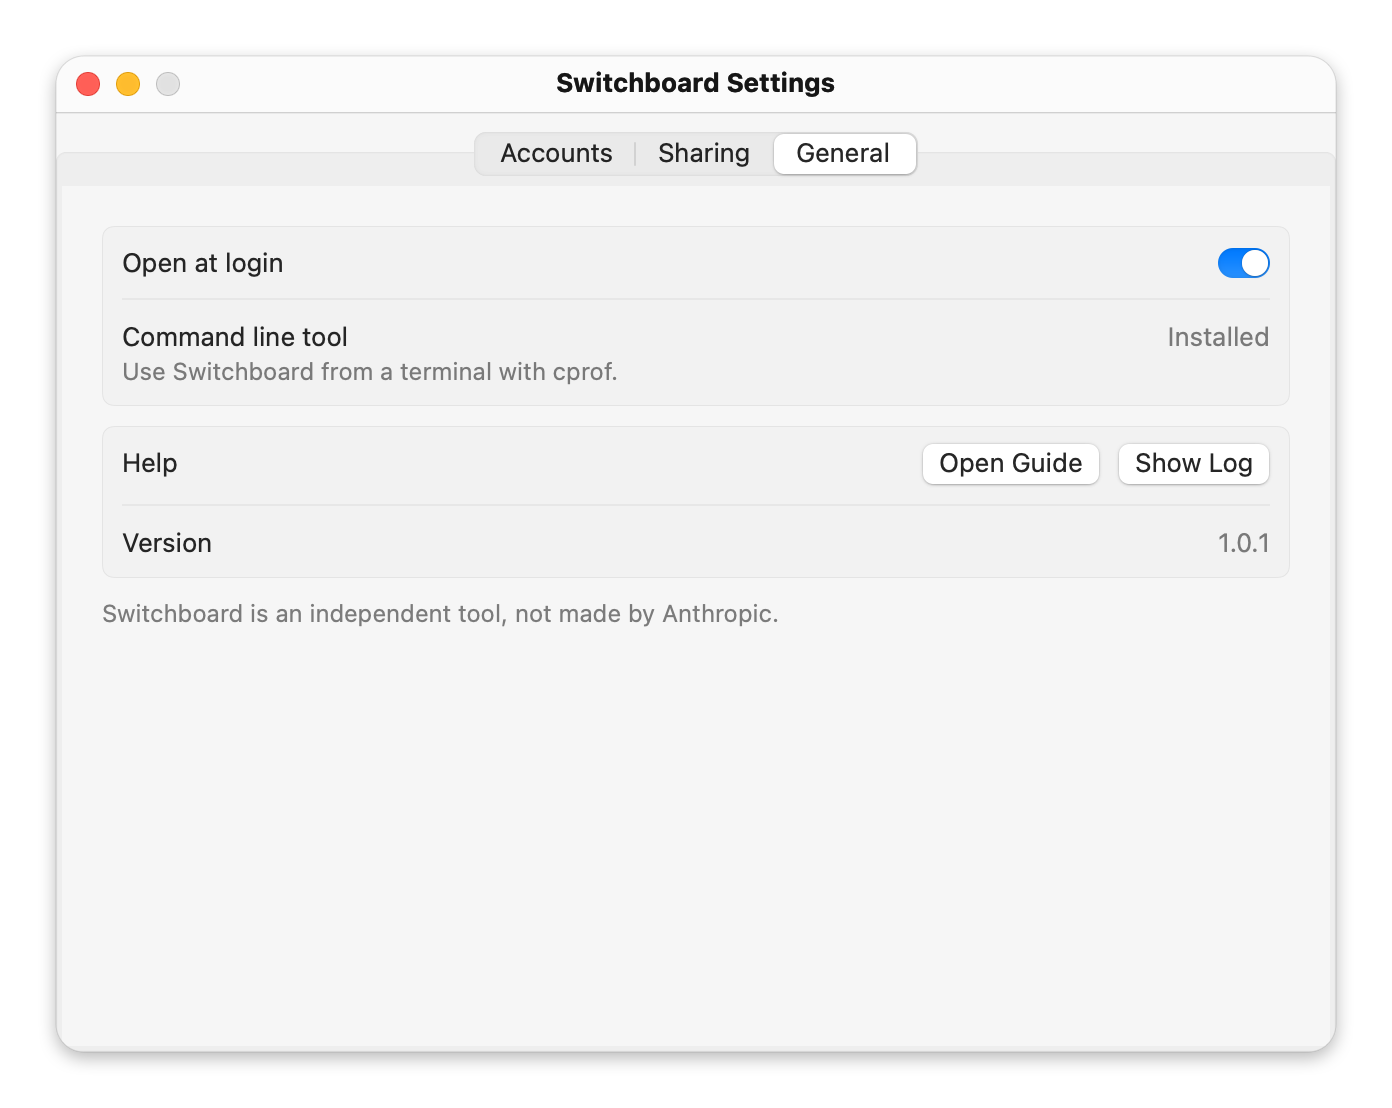 Switchboard Settings
Accounts
Sharing
General
Open at login
Command line tool
Installed
Use Switchboard from a terminal with cprof.
Help
Open Guide
Show Log
Version
1.0.1
Switchboard is an independent tool, not made by Anthropic.